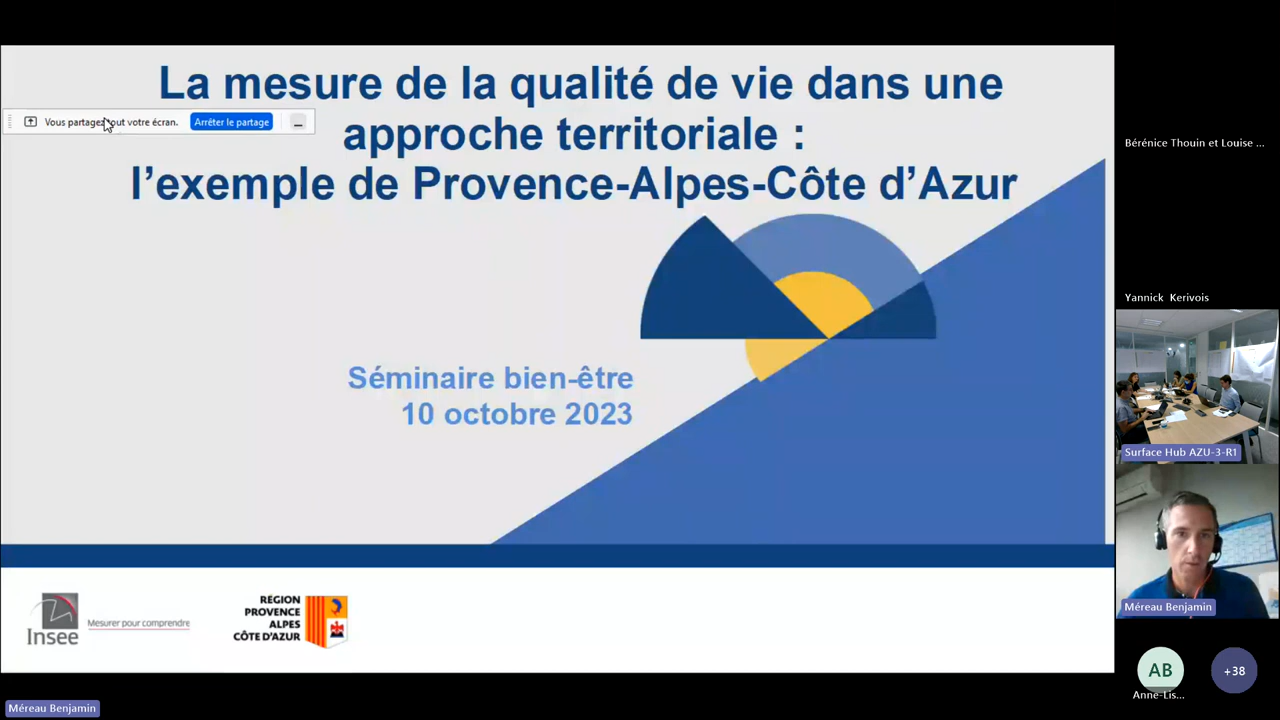 La mesure de la qualité de vie dans une
approche territoriale :
l’exemple de Provence-Alpes-Côte d’Azur
Vous partagez tout votre écran.
Arrêter le partage
Séminaire bien-être
10 octobre 2023
Insee
Mesurer pour comprendre
RÉGION
PROVENCE
ALPES
CÔTE D’AZUR
Méreau Benjamin
Bérénice Thouin et Louise ...
Yannick Kerivois
Surface Hub AZU-3-R1
Méreau Benjamin
AB
Anne-Lis...
+38